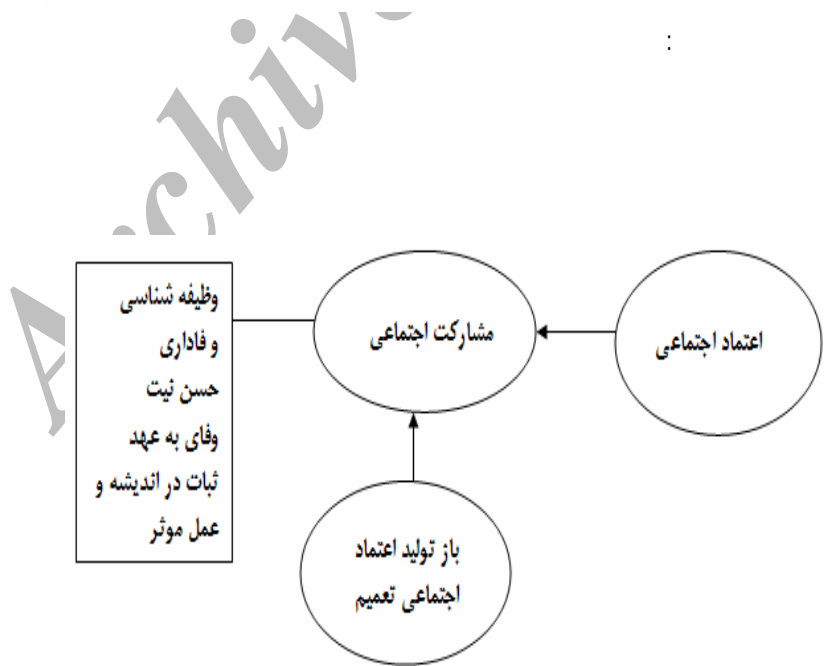 Archive
:
اعتماد اجتماعی
مشارکت اجتماعی
وظیفه شناسی
و فاداری
حسن نیت
وفای به عهد
ثبات در اندیشه و
عمل موثر
باز تولید اعتماد
اجتماعی تعمیم